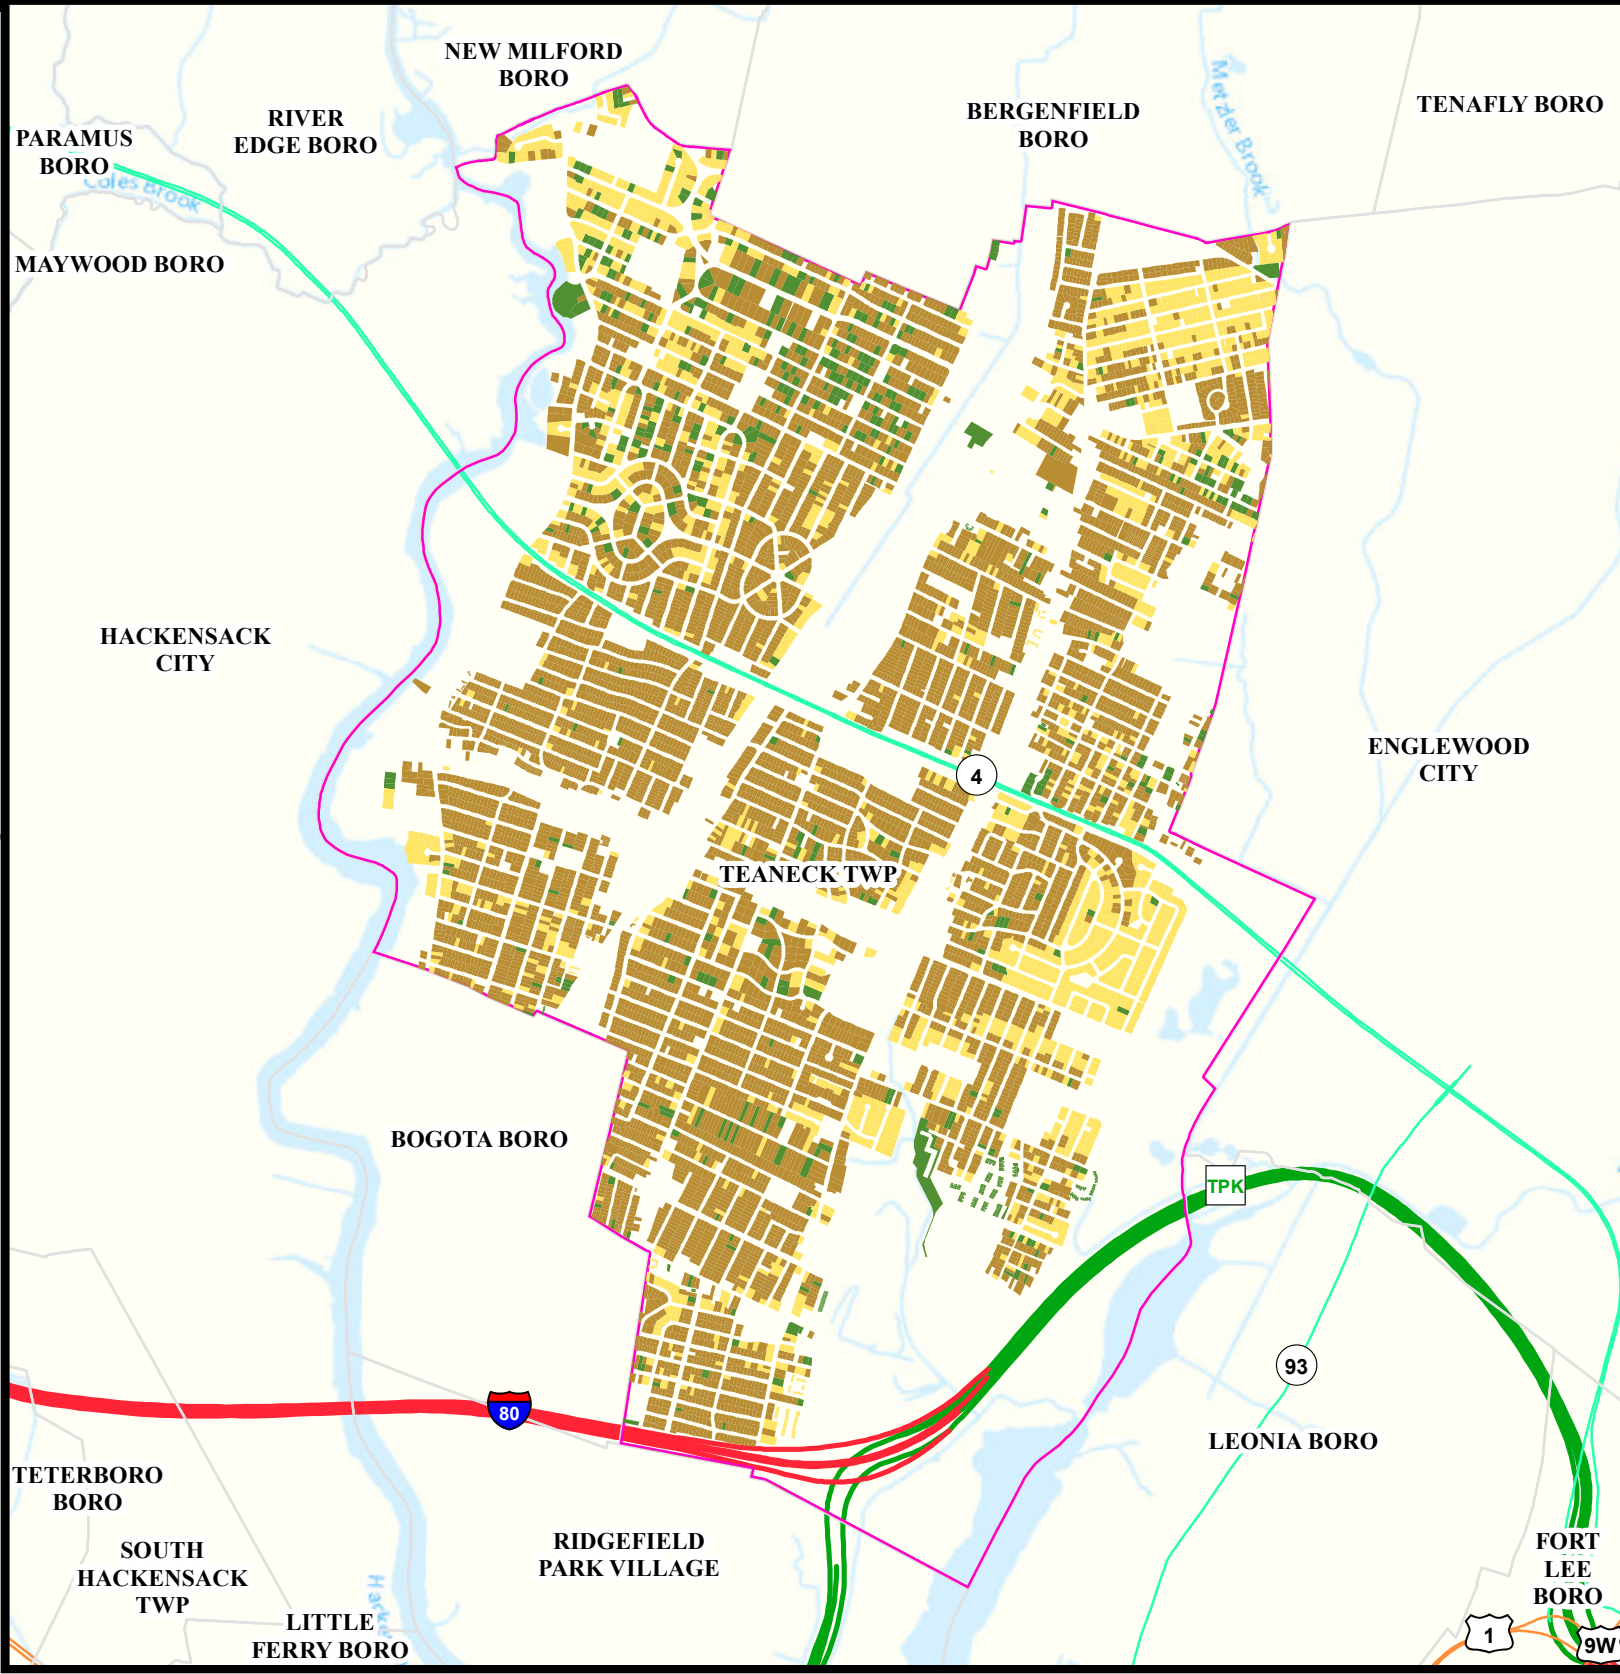 NEW MILFORD
BORO
RIVER
EDGE BORO
PARAMUS
BORO
Coles Brook
MAYWOOD BORO
BERGENFIELD
BORO
Metzler Brook
TENAFLY BORO
HACKENSACK
CITY
ENGLEWOOD
CITY
4
TEANECK TWP
BOGOTA BORO
TPK
93
80
LEONIA BORO
TETERBORO
BORO
SOUTH
HACKENSACK
TWP
RIDGEFIELD
PARK VILLAGE
FORT
LEE
BORO
LITTLE
FERRY BORO
1
9W